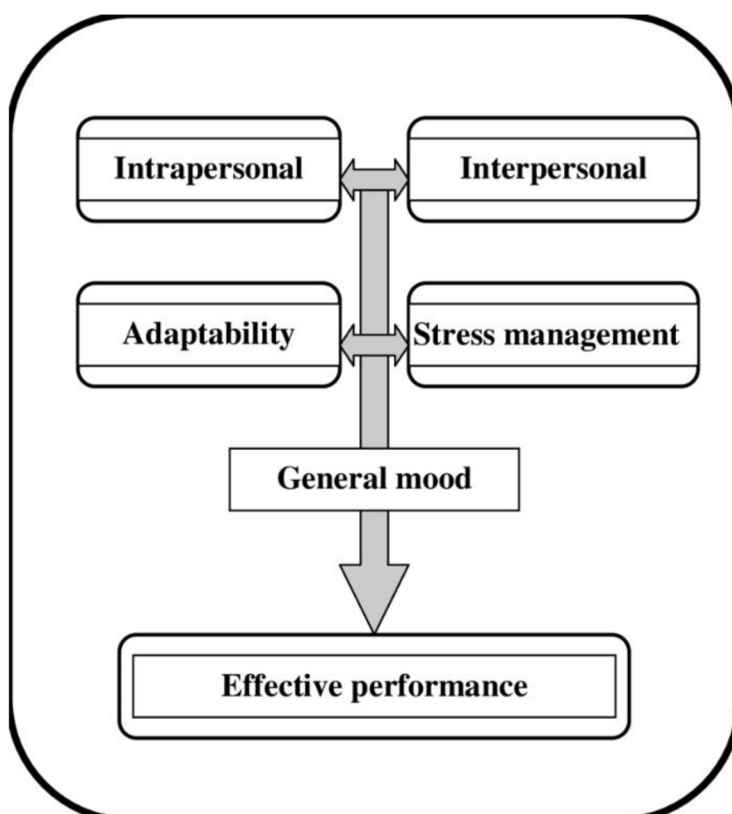 Intrapersonal
Interpersonal
Adaptability
Stress management
General mood
Effective performance